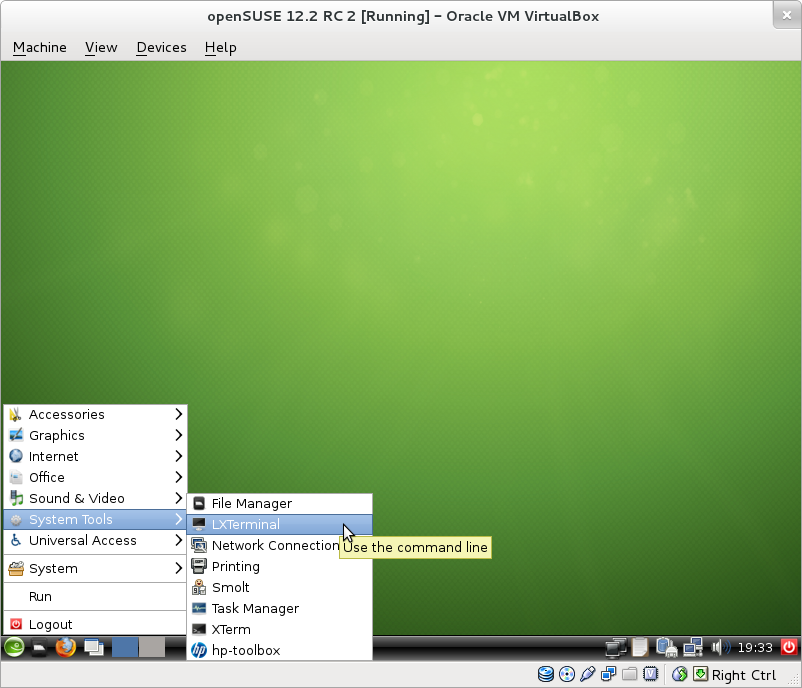 openSUSE 12.2 RC 2 [Running] - Oracle VM VirtualBox
Machine View Devices Help
Accessories
Graphics
Internet
Office
Sound & Video
System Tools
Universal Access
System
Run
Logout
File Manager
LXTerminal
Network Connection
Use the command line
Printing
Smolt
Task Manager
XTerm
hp-toolbox
19:33
Right Ctrl